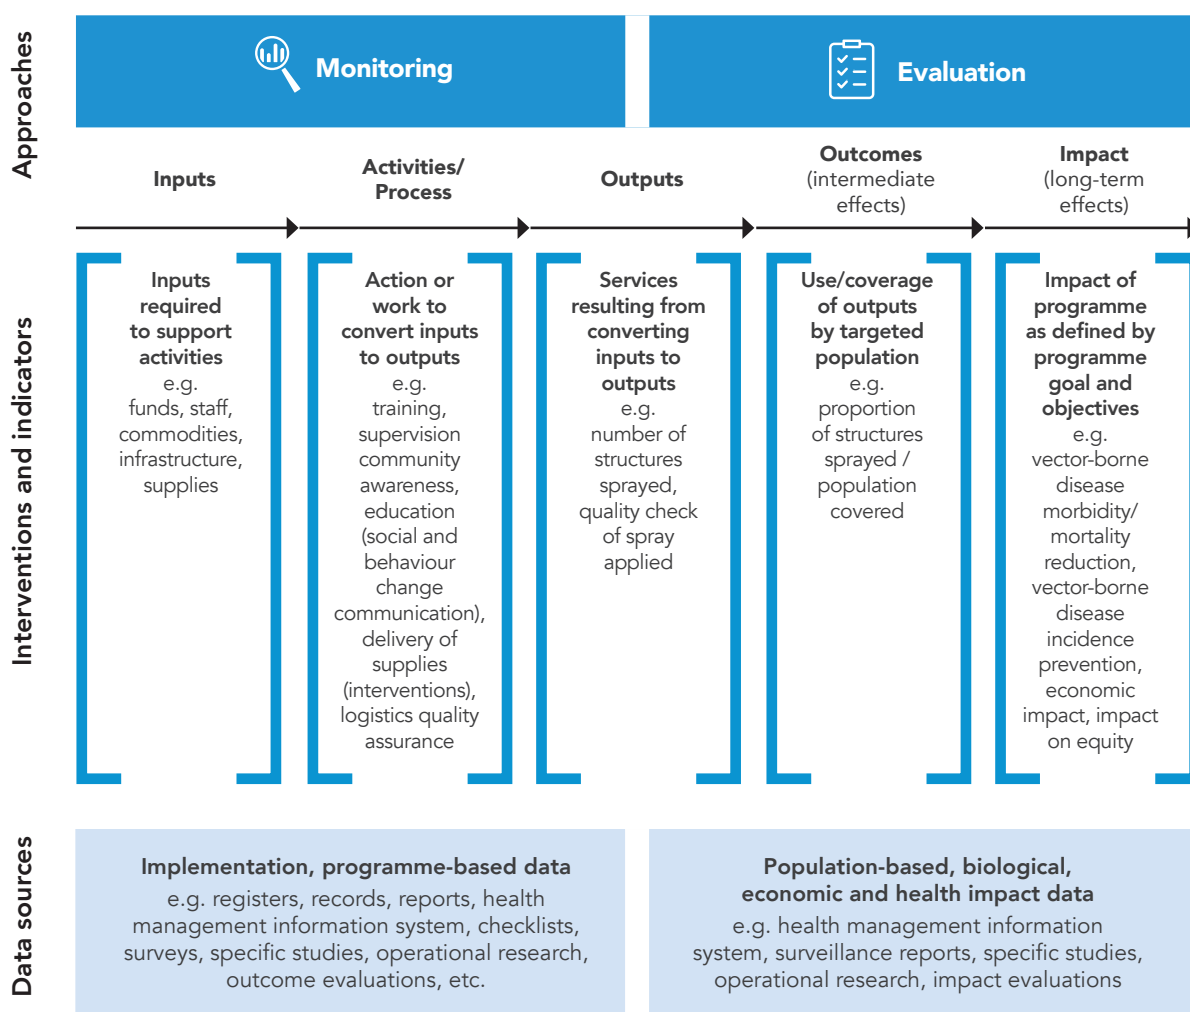 Approaches
Monitoring
Evaluation
Inputs
Activities/
Process
Outputs
Outcomes
(intermediate
effects)
Impact
(long-term
effects)
Interventions and indicators
Inputs
required
to support
activities
e.g.
funds, staff,
commodities,
infrastructure,
supplies
Action or
work to
convert inputs
to outputs
e.g.
training,
supervision
community
awareness,
education
(social and
behaviour
change
communication),
delivery of
supplies
(interventions),
logistics quality
assurance
Services
resulting from
converting
inputs to
outputs
e.g.
number of
structures
sprayed,
quality check
of spray
applied
Use/coverage
of outputs
by targeted
population
e.g.
proportion
of structures
sprayed /
population
covered
Impact of
programme
as defined by
programme
goal and
objectives
e.g.
vector-borne
disease
morbidity/
mortality
reduction,
vector-borne
disease
incidence
prevention,
economic
impact, impact
on equity
Data sources
Implementation, programme-based data
e.g. registers, records, reports, health
management information system, checklists,
surveys, specific studies, operational research,
outcome evaluations, etc.
Population-based, biological,
economic and health impact data
e.g. health management information
system, surveillance reports, specific studies,
operational research, impact evaluations